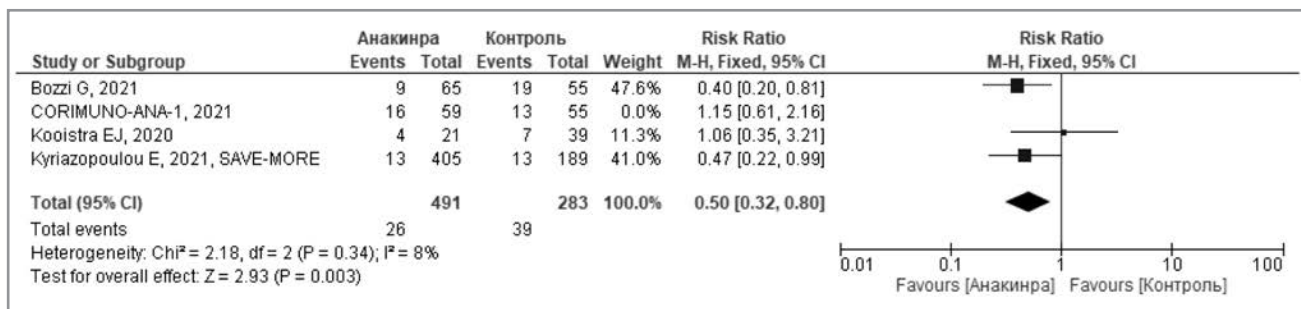 Анакинра Контроль Risk Ratio Risk Ratio
Study or Subgroup Events Total Events Total Weight M-H, Fixed, 95% CI M-H, Fixed, 95% CI
Bozzi G, 2021 9 65 19 55 47.6% 0.40 [0.20, 0.81]
CORIMUNO-ANA-1, 2021 16 59 13 55 0.0% 1.15 [0.61, 2.16]
Kooistra EJ, 2020 4 21 7 39 11.3% 1.06 [0.35, 3.21]
Kyriazopoulou E, 2021, SAVE-MORE 13 405 13 189 41.0% 0.47 [0.22, 0.99]
Total (95% CI) 491 283 100.0% 0.50 [0.32, 0.80]
Total events 26 39
Heterogeneity: Chi² = 2.18, df = 2 (P = 0.34); I² = 8%
Test for overall effect: Z = 2.93 (P = 0.003)
0.01 0.1 1 10 100
Favours [Анакинра] Favours [Контроль]